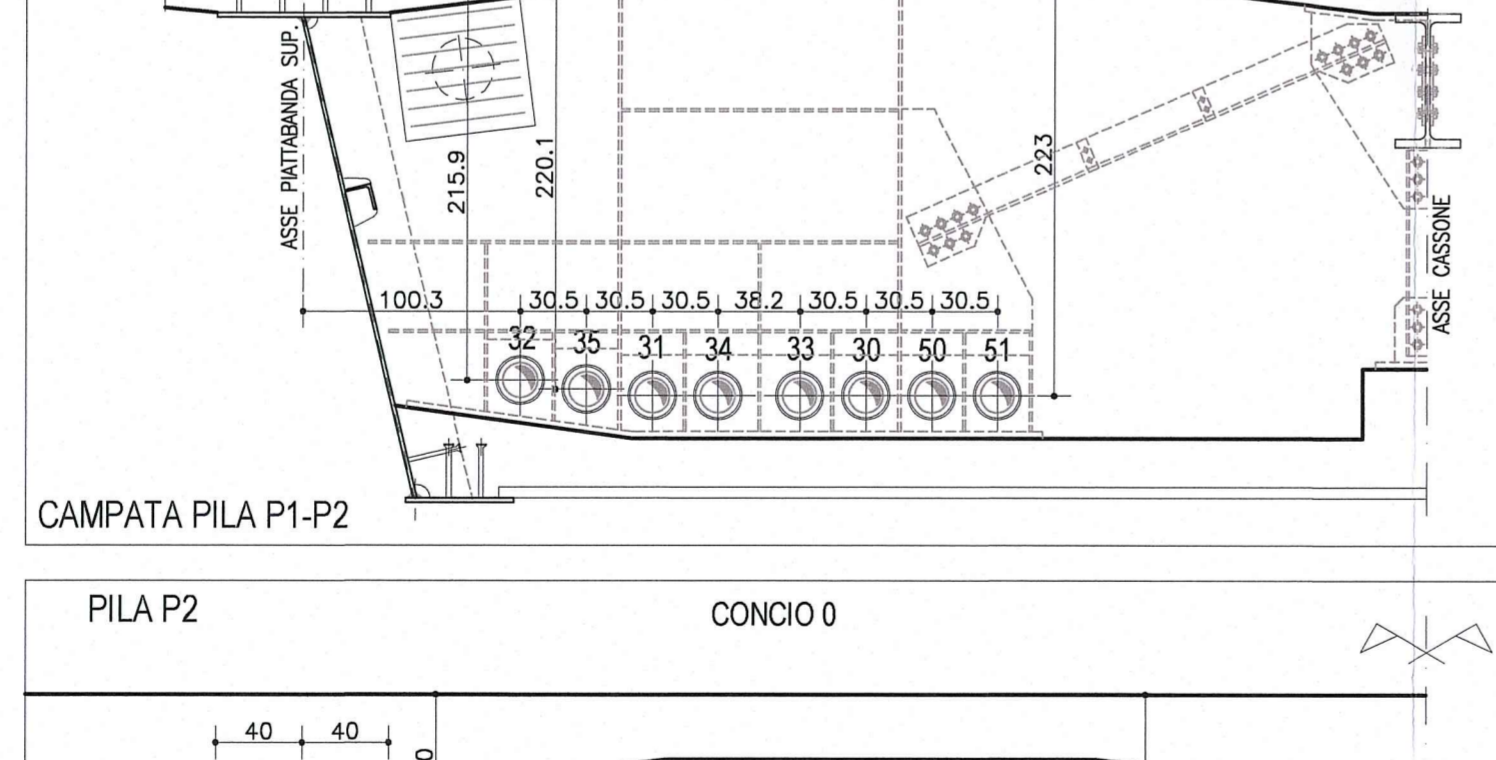 ASSE PIATTABANDA SUP.
215.9
220.1
223
ASSE CASSONE
100.3 30.5 30.5 30.5 38.2 30.5 30.5 30.5
32 35 31 34 33 30 50 51
CAMPATA PILA P1-P2
PILA P2
CONCIO 0
40 40